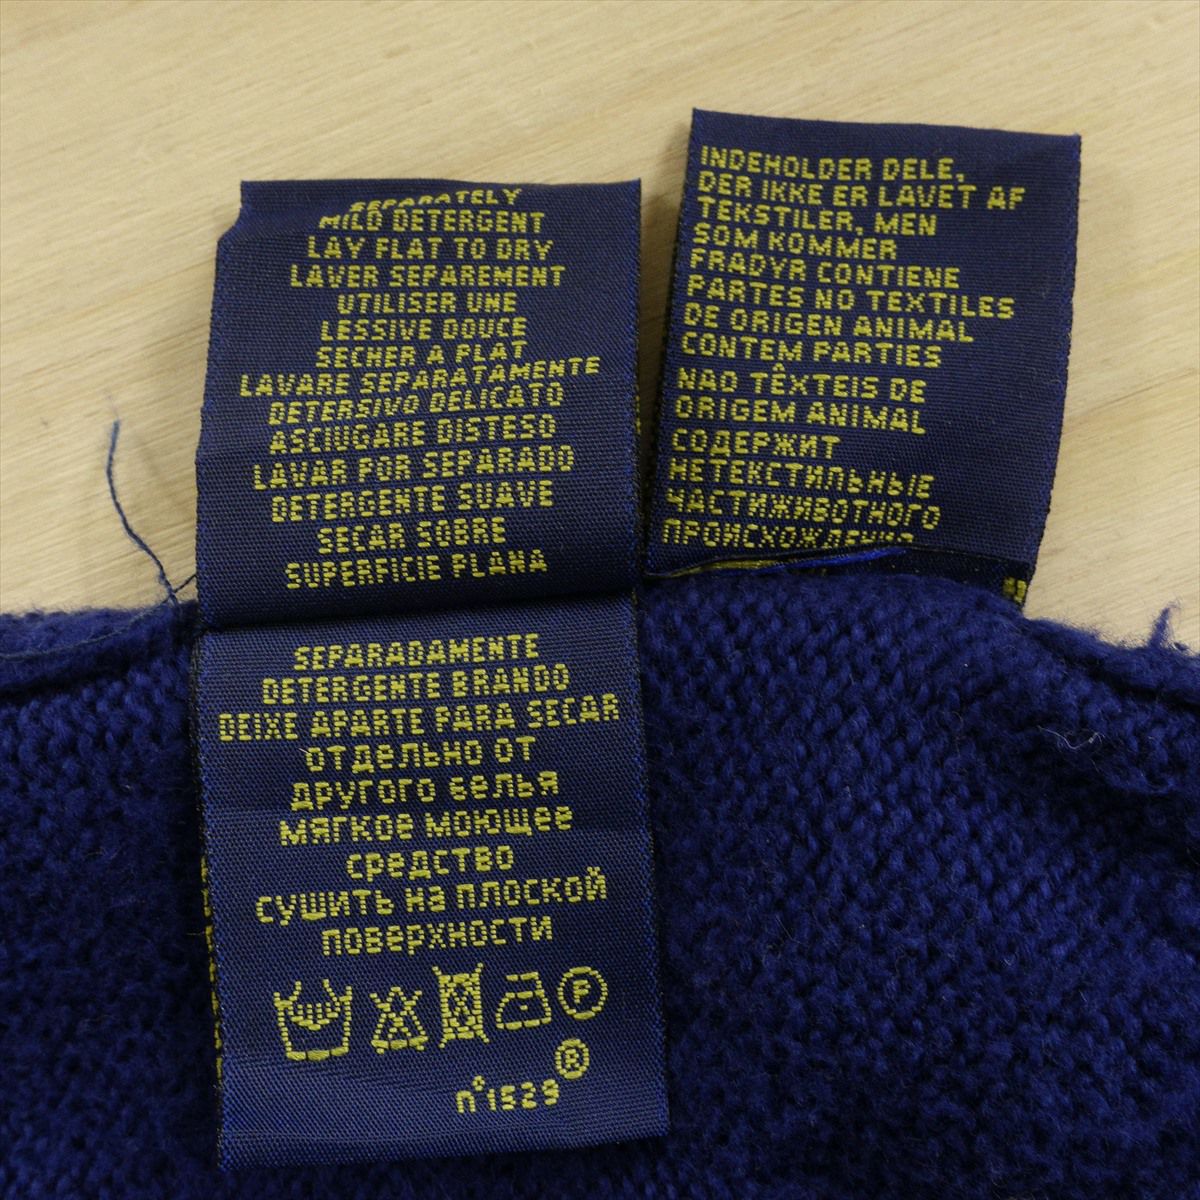 SEPARATELY
MILD DETERGENT
LAY FLAT TO DRY
LAVER SEPAREMENT
UTILISER UNE
LESSIVE DOUCE
SECHER A PLAT
LAVARE SEPARATAMENTE
DETERSIVO DELICATO
ASCIUGARE DISTESO
LAVAR POR SEPARADO
DETERGENTE SUAVE
SECAR SOBRE
SUPERFICIE PLANA
SEPARADAMENTE
DETERGENTE BRANDO
DEIXE APARTE PARA SECAR
ОТДЕЛЬНО ОТ
ДРУГОГО БЕЛЬЯ
МЯГКОЕ МОЮЩЕЕ
СРЕДСТВО
СУШИТЬ НА ПЛОСКОЙ
ПОВЕРХНОСТИ
P
®
n°1529
INDEHOLDER DELE,
DER IKKE ER LAVET AF
TEKSTILER, MEN
SOM KOMMER
FRADYR CONTIENE
PARTES NO TEXTILES
DE ORIGEN ANIMAL
CONTEM PARTIES
NAO TÊXTEIS DE
ORIGEM ANIMAL
СОДЕРЖИТ
НЕТЕКСТИЛЬНЫЕ
ЧАСТИЖИВОТНОГО
ПРОИСХОЖДЕНИЯ